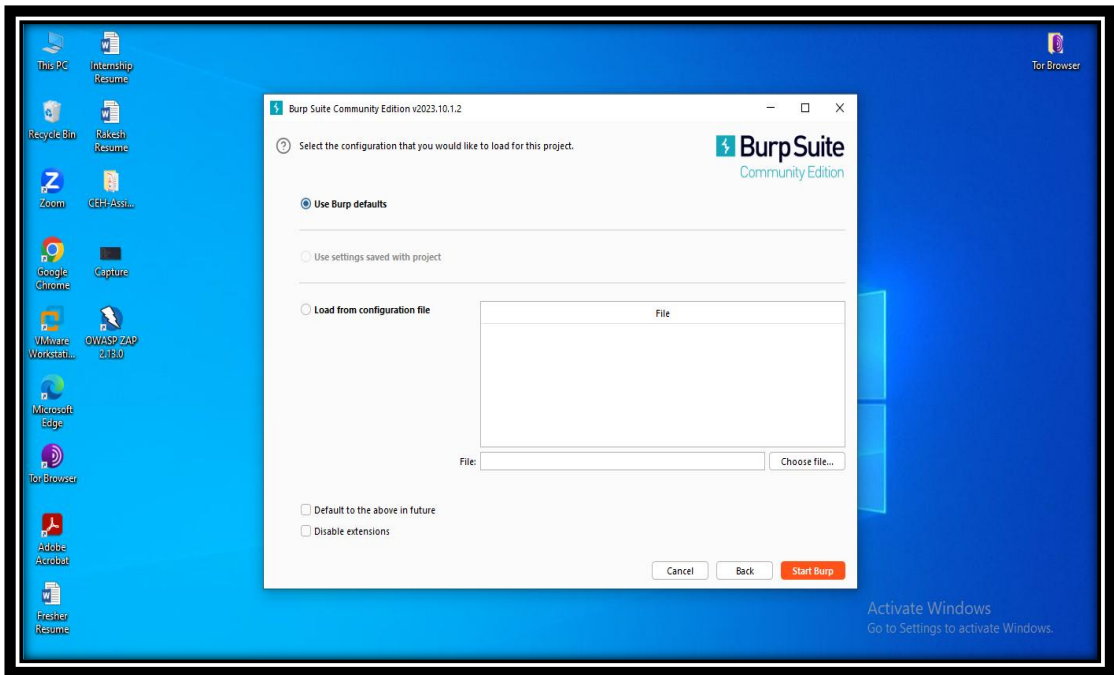 This PC
Internship
Resume
Tor Browser
Recycle Bin
Rakesh
Resume
Zoom
CEH-Assi...
Google
Chrome
Capture
VMware
Workstati...
OWASP ZAP
2.13.0
Microsoft
Edge
Tor Browser
Adobe
Acrobat
Fresher
Resume
Burp Suite Community Edition v2023.10.1.2
Select the configuration that you would like to load for this project.
Burp Suite
Community Edition
Use Burp defaults
Use settings saved with project
Load from configuration file
File
File:
Choose file...
Default to the above in future
Disable extensions
Cancel
Back
Start Burp
Activate Windows
Go to Settings to activate Windows.